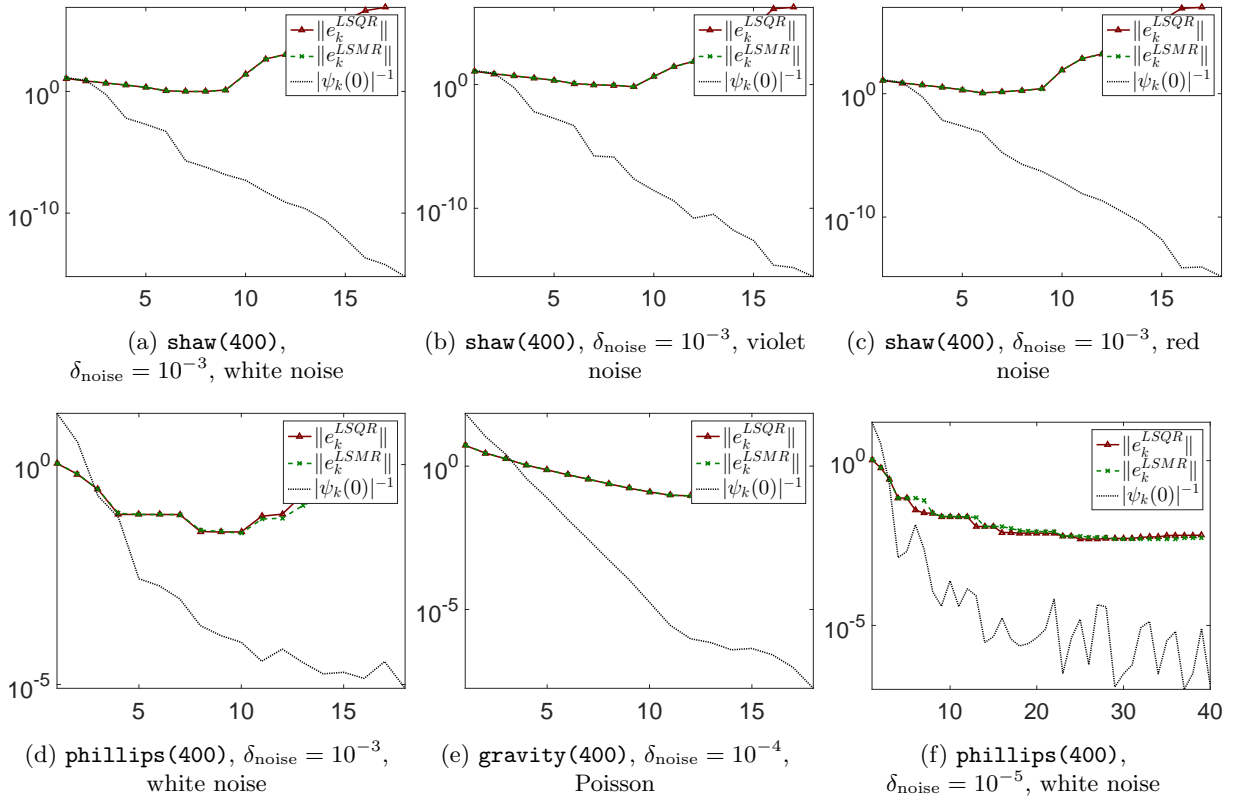 ‖e_k^{LSQR}‖
‖e_k^{LSMR}‖
|ψ_k(0)|^{-1}
10^0
10^{-10}
5 10 15
(a) shaw(400),
δ_noise = 10^{-3}, white noise
‖e_k^{LSQR}‖
‖e_k^{LSMR}‖
|ψ_k(0)|^{-1}
10^0
10^{-10}
5 10 15
(b) shaw(400), δ_noise = 10^{-3}, violet
noise
‖e_k^{LSQR}‖
‖e_k^{LSMR}‖
|ψ_k(0)|^{-1}
10^0
10^{-10}
5 10 15
(c) shaw(400), δ_noise = 10^{-3}, red
noise
‖e_k^{LSQR}‖
‖e_k^{LSMR}‖
|ψ_k(0)|^{-1}
10^0
10^{-5}
5 10 15
(d) phillips(400), δ_noise = 10^{-3},
white noise
‖e_k^{LSQR}‖
‖e_k^{LSMR}‖
|ψ_k(0)|^{-1}
10^0
10^{-5}
5 10 15
(e) gravity(400), δ_noise = 10^{-4},
Poisson
‖e_k^{LSQR}‖
‖e_k^{LSMR}‖
|ψ_k(0)|^{-1}
10^0
10^{-5}
10 20 30 40
(f) phillips(400),
δ_noise = 10^{-5}, white noise